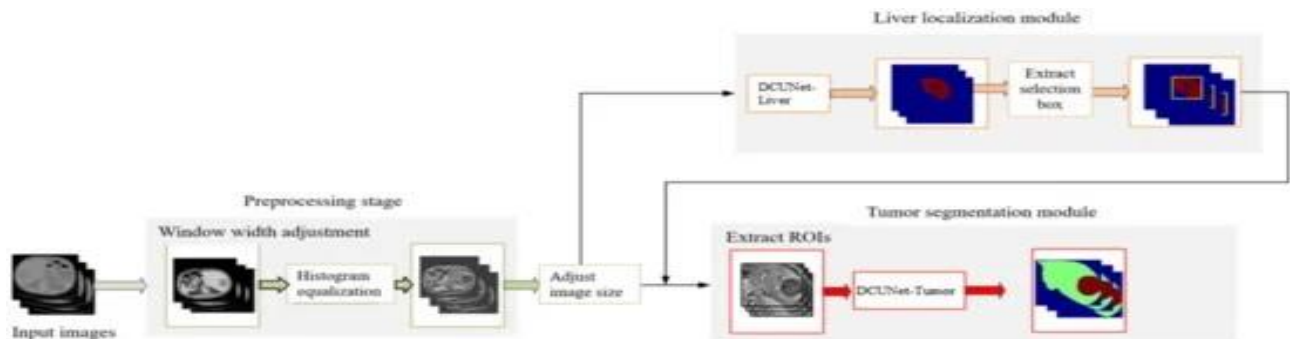 Liver localization module
DCUNet-
Liver
Extract
selection
box
Preprocessing stage
Window width adjustment
Histogram
equalization
Adjust
image size
Input images
Tumor segmentation module
Extract ROIs
DCUNet-Tumor